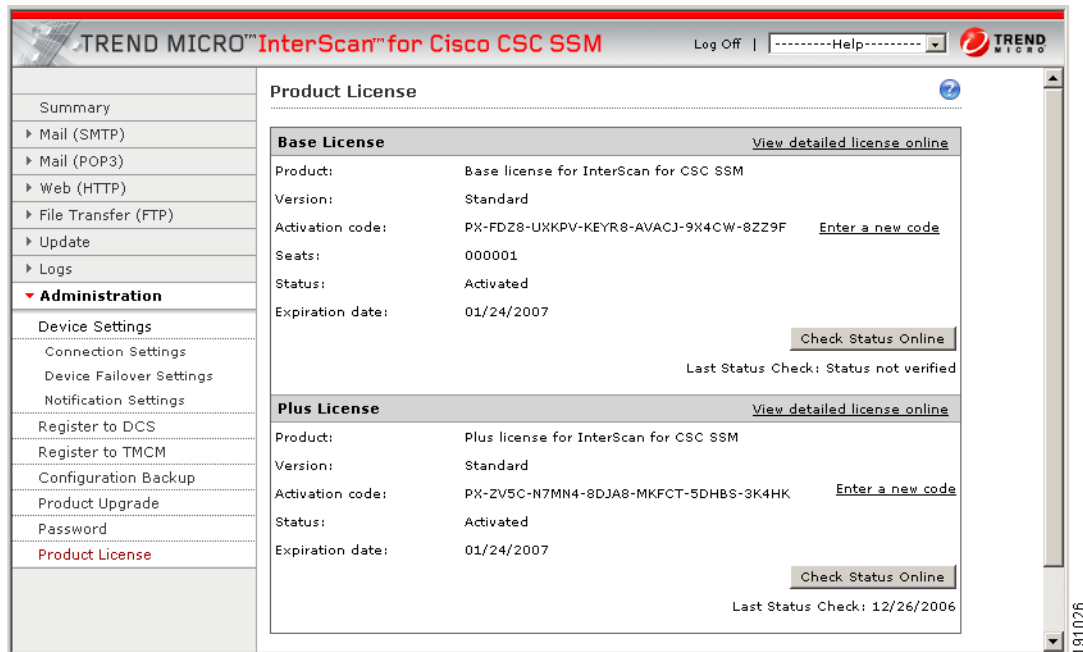 TREND MICRO™ InterScan™ for Cisco CSC SSM
Log Off | ---------Help---------
TREND MICRO
Summary
Mail (SMTP)
Mail (POP3)
Web (HTTP)
File Transfer (FTP)
Update
Logs
Administration
Device Settings
Connection Settings
Device Failover Settings
Notification Settings
Register to DCS
Register to TMCM
Configuration Backup
Product Upgrade
Password
Product License
Product License
?
Base License View detailed license online
Product: Base license for InterScan for CSC SSM
Version: Standard
Activation code: PX-FDZ8-UXKPV-KEYR8-AVACJ-9X4CW-8ZZ9F Enter a new code
Seats: 000001
Status: Activated
Expiration date: 01/24/2007
Check Status Online
Last Status Check: Status not verified
Plus License View detailed license online
Product: Plus license for InterScan for CSC SSM
Version: Standard
Activation code: PX-ZV5C-N7MN4-8DJA8-MKFCT-5DHBS-3K4HK Enter a new code
Status: Activated
Expiration date: 01/24/2007
Check Status Online
Last Status Check: 12/26/2006
191026